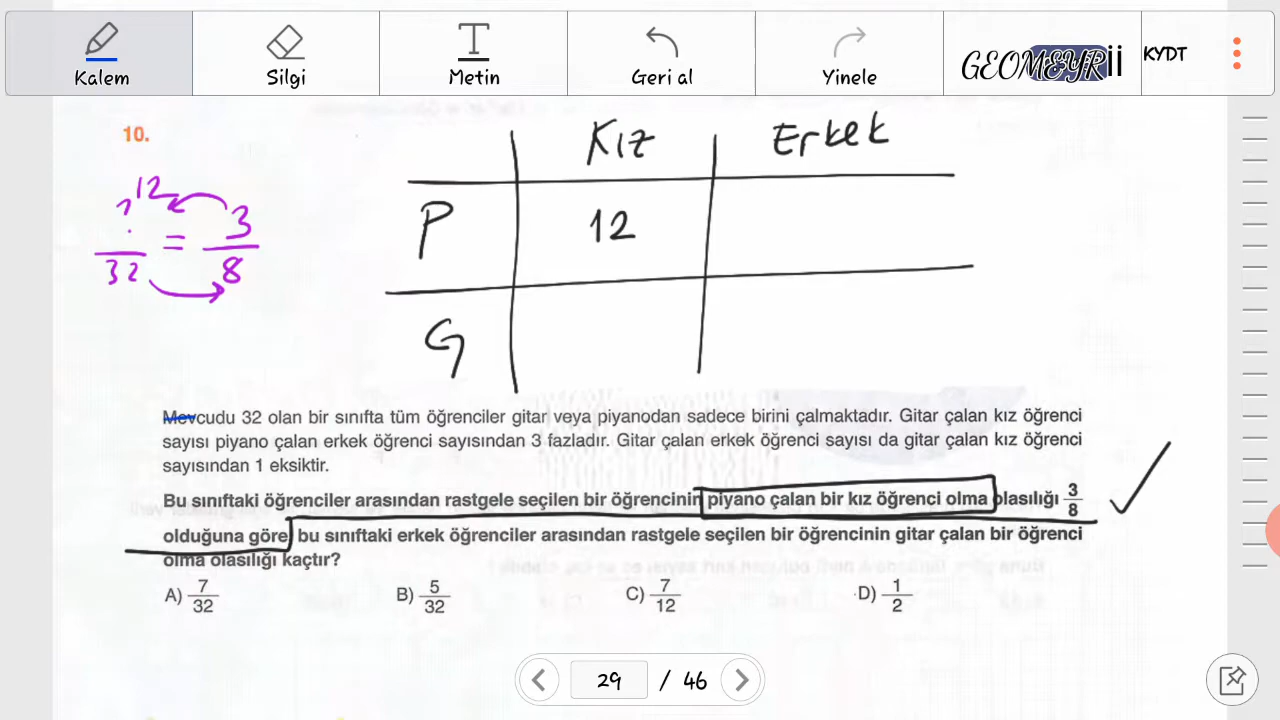 Kalem
Silgi
Metin
Geri al
Yinele
KYDT
10.
Kız Erkek
12
?
32 = 3 8
P 12
G
Mevcudu 32 olan bir sınıfta tüm öğrenciler gitar veya piyanodan sadece birini çalmaktadır. Gitar çalan kız öğrenci
sayısı piyano çalan erkek öğrenci sayısından 3 fazladır. Gitar çalan erkek öğrenci sayısı da gitar çalan kız öğrenci
sayısından 1 eksiktir.
Bu sınıftaki öğrenciler arasından rastgele seçilen bir öğrencinin piyano çalan bir kız öğrenci olma olasılığı 3/8
olduğuna göre bu sınıftaki erkek öğrenciler arasından rastgele seçilen bir öğrencinin gitar çalan bir öğrenci
olma olasılığı kaçtır?
A) 7/32 B) 5/32 C) 7/12 D) 1/2
29 / 46